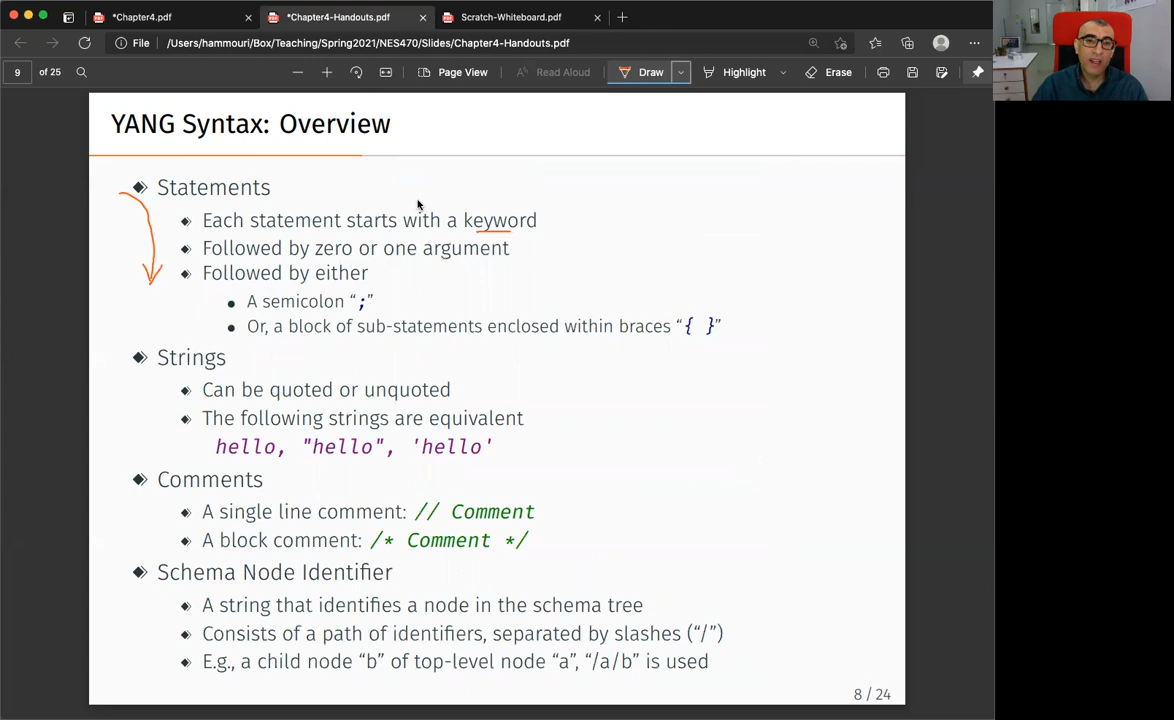 *Chapter4.pdf
*Chapter4-Handouts.pdf
Scratch-Whiteboard.pdf
File
/Users/hammouri/Box/Teaching/Spring2021/NES470/Slides/Chapter4-Handouts.pdf
9 of 25
Page View
Read Aloud
Draw
Highlight
Erase
YANG Syntax: Overview
Statements
Each statement starts with a keyword
Followed by zero or one argument
Followed by either
A semicolon “;”
Or, a block of sub-statements enclosed within braces “{ }”
Strings
Can be quoted or unquoted
The following strings are equivalent
hello, "hello", 'hello'
Comments
A single line comment: // Comment
A block comment: /* Comment */
Schema Node Identifier
A string that identifies a node in the schema tree
Consists of a path of identifiers, separated by slashes (“/”)
E.g., a child node “b” of top-level node “a”, “/a/b” is used
8 / 24